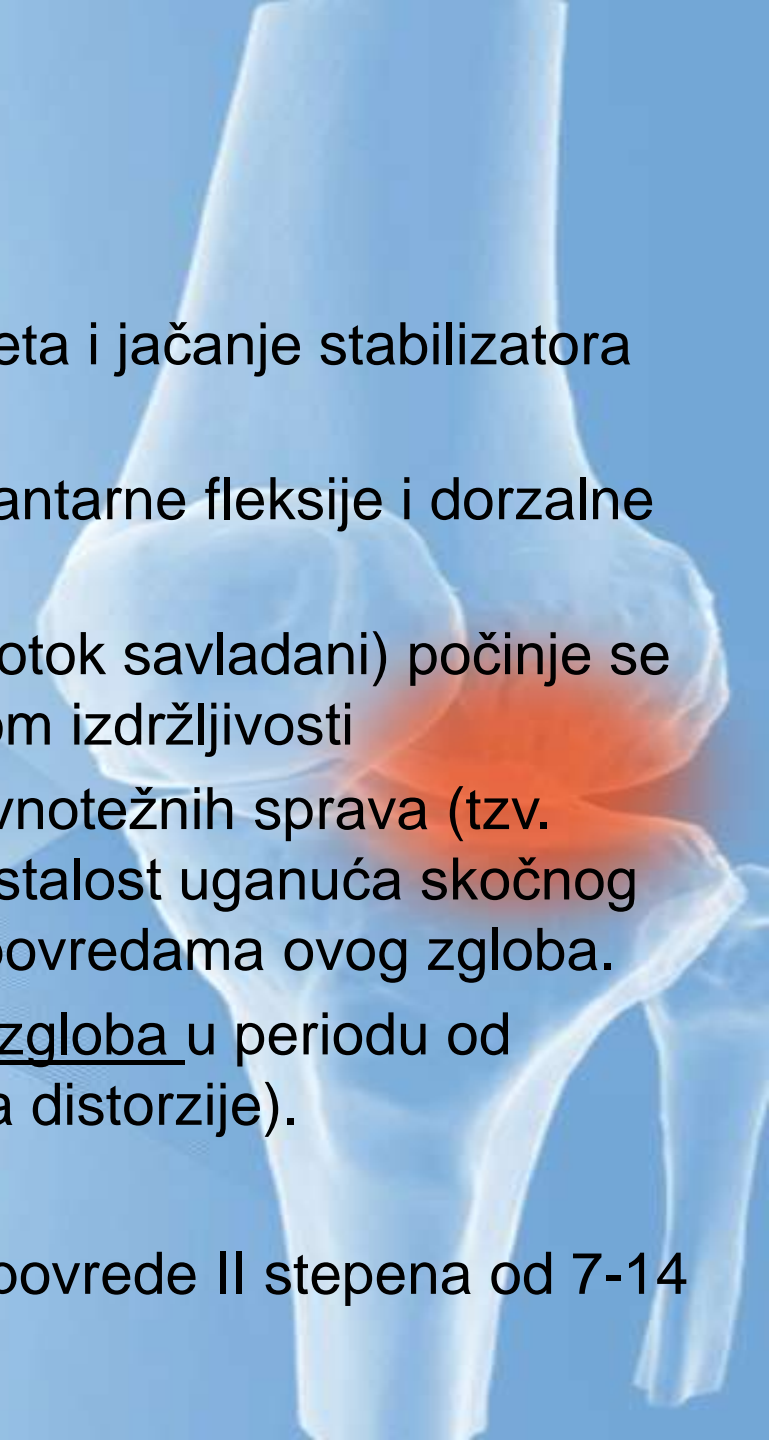 eta i jačanje stabilizatora
antarne fleksije i dorzalne
otok savladani) počinje se
om izdržljivosti
vnotežnih sprava (tzv.
stalost uganuća skočnog
povredama ovog zgloba.
zgloba u periodu od
a distorzije).
povrede II stepena od 7-14